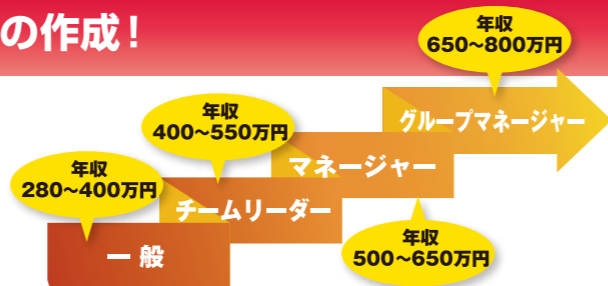 の作成!
年収
650~800万円
グループマネージャー
年収
400~550万円
マネージャー
年収
280~400万円
チームリーダー
年収
500~650万円
一般